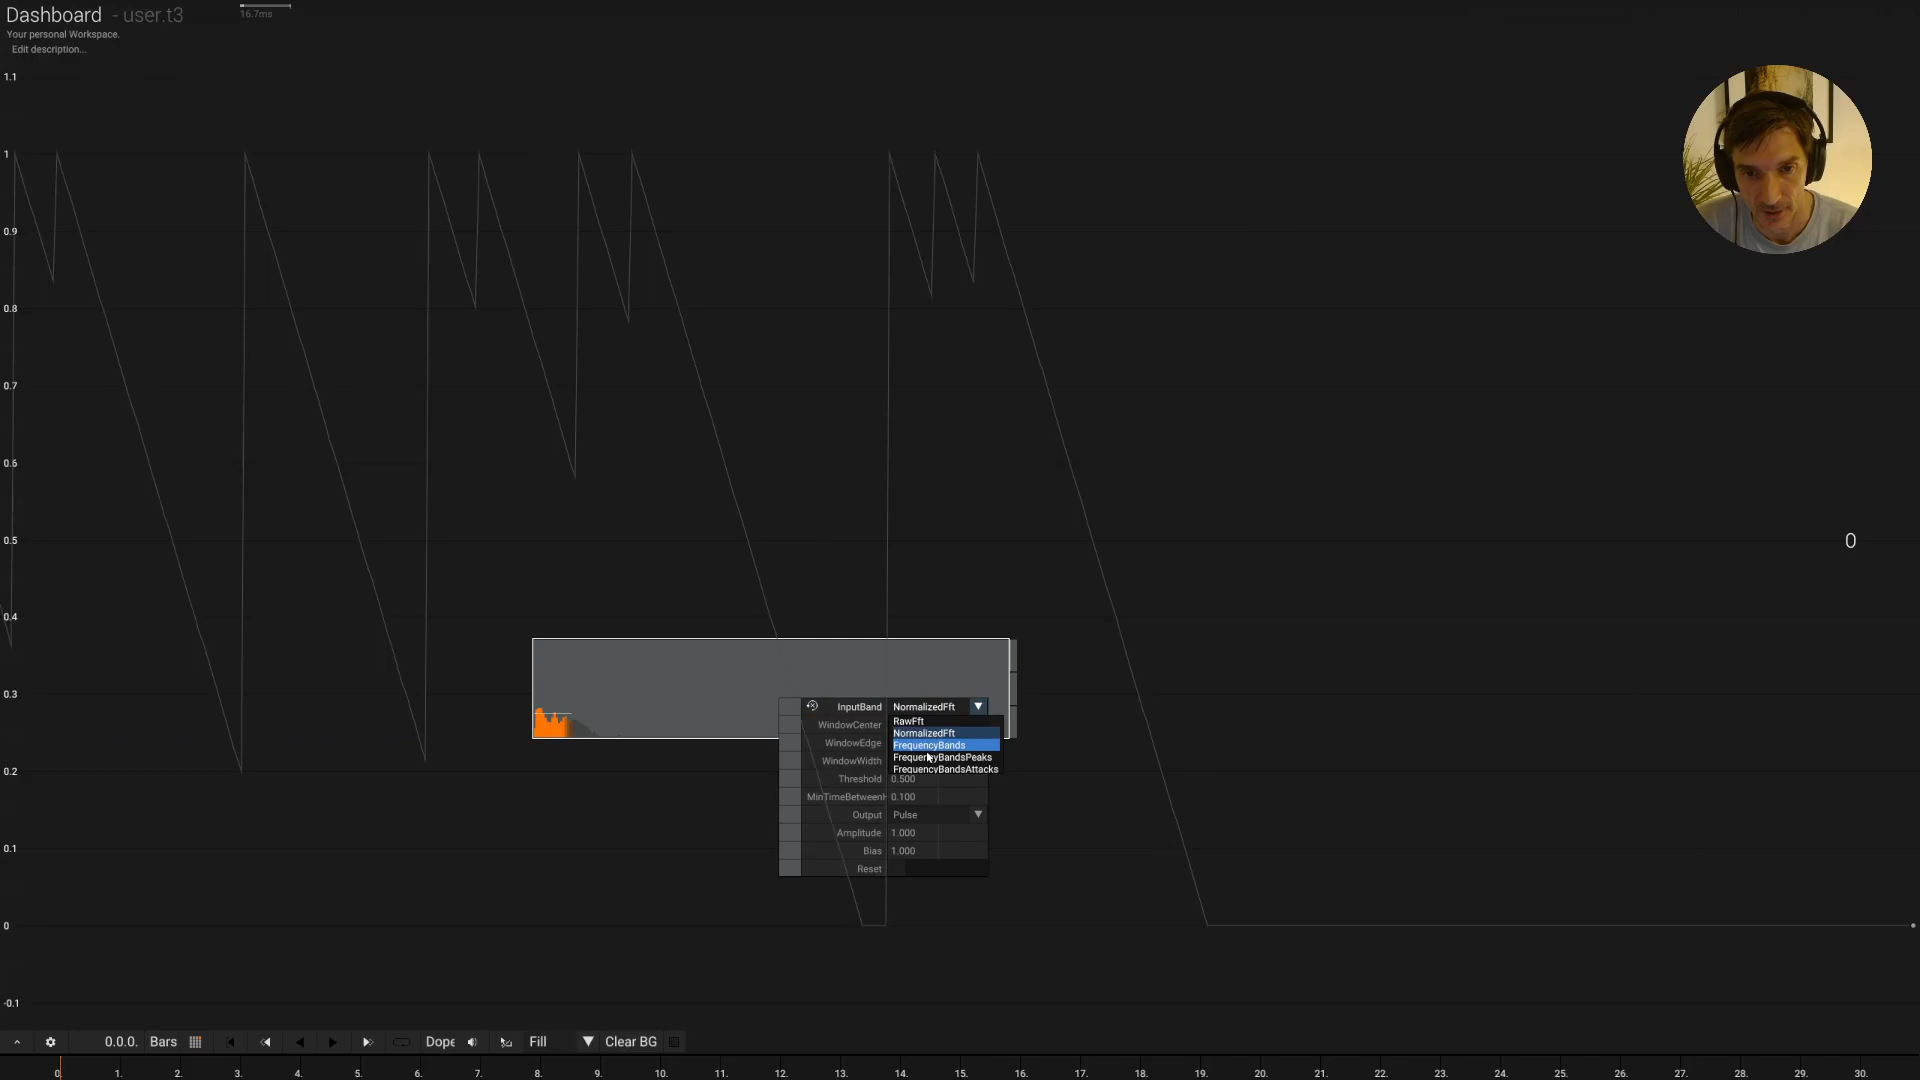 Dashboard - user.t3
16.7ms
Your personal Workspace.
Edit description...
1.1
1
0.9
0.8
0.7
0.6
0.5
0
0.4
0.3
InputBand NormalizedFft
WindowCenter RawFft
NormalizedFft
WindowEdge FrequencyBands
WindowWidth FrequencyBandsPeaks
FrequencyBandsAttacks
0.2
Threshold 0.500
MinTimeBetweenH 0.100
Output Pulse
Amplitude 1.000
0.1
Bias 1.000
Reset
0
-0.1
0.0.0. Bars Dope Fill Clear BG
0. 1. 2. 3. 4. 5. 6. 7. 8. 9. 10. 11. 12. 13. 14. 15. 16. 17. 18. 19. 20. 21. 22. 23. 24. 25. 26. 27. 28. 29. 30.